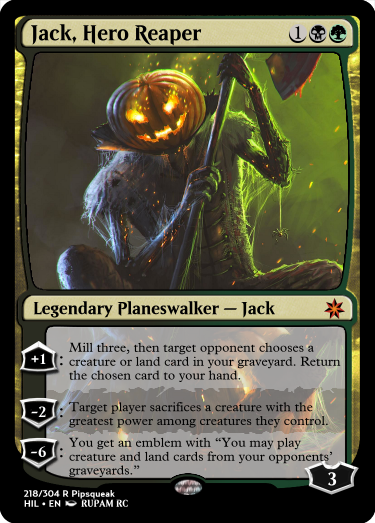 Jack, Hero Reaper 1
Legendary Planeswalker — Jack
+1: Mill three, then target opponent chooses a
creature or land card in your graveyard. Return
the chosen card to your hand.
-2: Target player sacrifices a creature with the
greatest power among creatures they control.
-6: You get an emblem with “You may play
creature and land cards from your opponents'
graveyards.”
3
218/304 R Pipsqueak
HIL • EN RUPAM RC